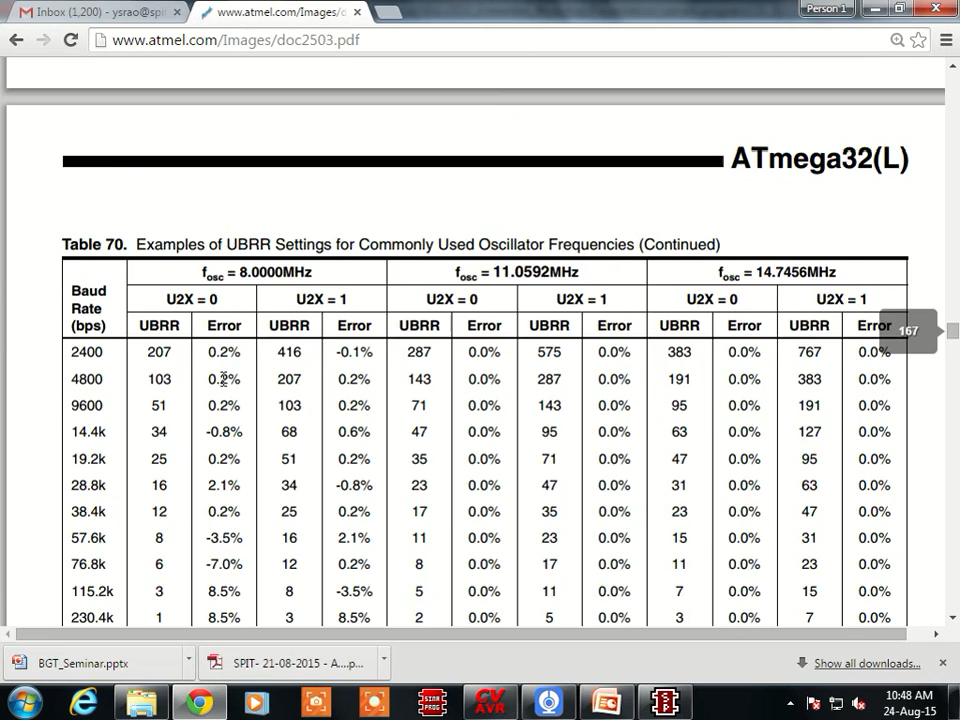 Inbox (1,200) - ysrao@spit
www.atmel.com/Images/d
Person 1
www.atmel.com/Images/doc2503.pdf
ATmega32(L)
Table 70. Examples of UBRR Settings for Commonly Used Oscillator Frequencies (Continued)
fosc = 8.0000MHz fosc = 11.0592MHz fosc = 14.7456MHz
Baud Rate (bps) U2X = 0 U2X = 1 U2X = 0 U2X = 1 U2X = 0 U2X = 1
UBRR Error UBRR Error UBRR Error UBRR Error UBRR Error UBRR Error
167
2400 207 0.2% 416 -0.1% 287 0.0% 575 0.0% 383 0.0% 767 0.0%
4800 103 0.2% 207 0.2% 143 0.0% 287 0.0% 191 0.0% 383 0.0%
9600 51 0.2% 103 0.2% 71 0.0% 143 0.0% 95 0.0% 191 0.0%
14.4k 34 -0.8% 68 0.6% 47 0.0% 95 0.0% 63 0.0% 127 0.0%
19.2k 25 0.2% 51 0.2% 35 0.0% 71 0.0% 47 0.0% 95 0.0%
28.8k 16 2.1% 34 -0.8% 23 0.0% 47 0.0% 31 0.0% 63 0.0%
38.4k 12 0.2% 25 0.2% 17 0.0% 35 0.0% 23 0.0% 47 0.0%
57.6k 8 -3.5% 16 2.1% 11 0.0% 23 0.0% 15 0.0% 31 0.0%
76.8k 6 -7.0% 12 0.2% 8 0.0% 17 0.0% 11 0.0% 23 0.0%
115.2k 3 8.5% 8 -3.5% 5 0.0% 11 0.0% 7 0.0% 15 0.0%
230.4k 1 8.5% 3 8.5% 2 0.0% 5 0.0% 3 0.0% 7 0.0%
BGT_Seminar.pptx
SPIT- 21-08-2015 - A....p...
Show all downloads...
SINA PROG
CV AVR
10:48 AM
24-Aug-15